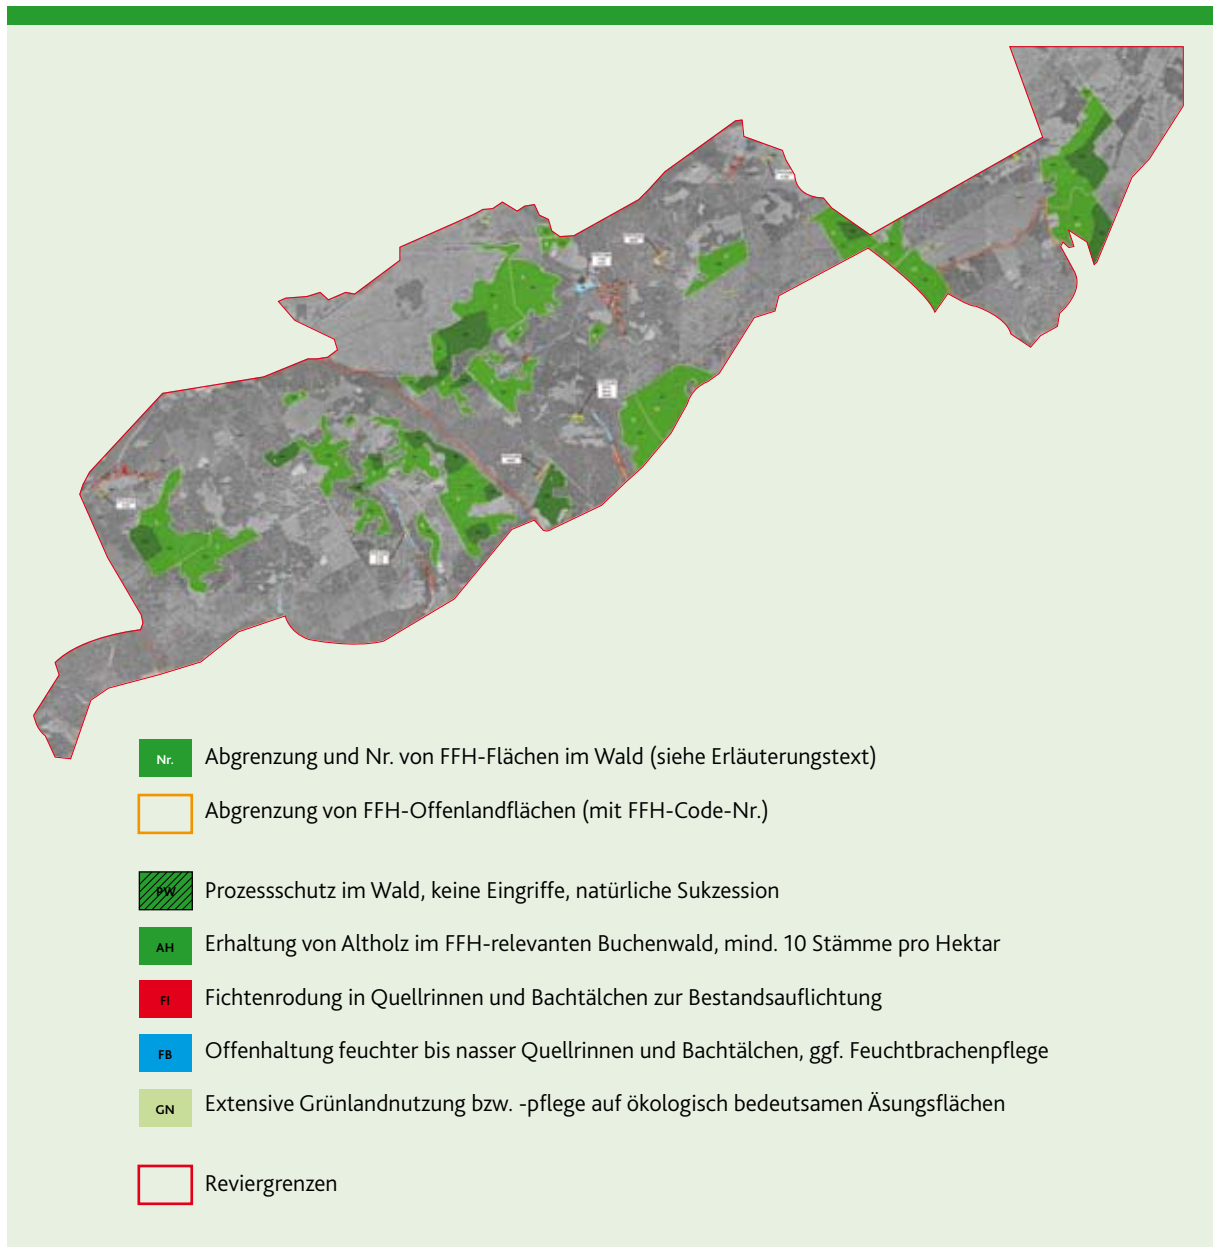 Nr. Abgrenzung und Nr. von FFH-Flächen im Wald (siehe Erläuterungstext)
Abgrenzung von FFH-Offenlandflächen (mit FFH-Code-Nr.)
PW Prozessschutz im Wald, keine Eingriffe, natürliche Sukzession
AH Erhaltung von Altholz im FFH-relevanten Buchenwald, mind. 10 Stämme pro Hektar
FI Fichtenrodung in Quellrinnen und Bachtälchen zur Bestandsauflichtung
FB Offenhaltung feuchter bis nasser Quellrinnen und Bachtälchen, ggf. Feuchtbrachenpflege
GN Extensive Grünlandnutzung bzw. -pflege auf ökologisch bedeutsamen Äsungsflächen
Reviergrenzen